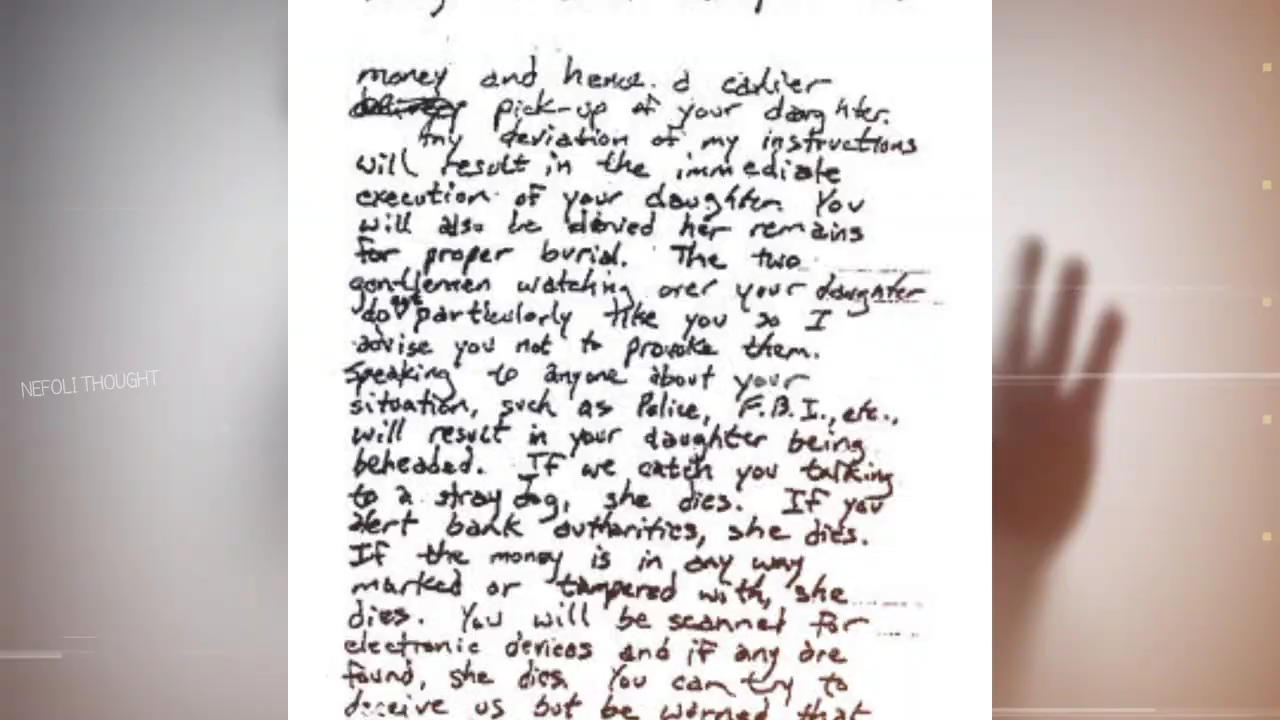 money and hence a earlier
delivery pick-up of your daughter.
Any deviation of my instructions
will result in the immediate
execution of your daughter. You
will also be denied her remains
for proper burial. The two
gentlemen watching over your daughter
do not particularly like you so I
advise you not to provoke them.
Speaking to anyone about your
situation, such as Police, F.B.I., etc.,
will result in your daughter being
beheaded. If we catch you talking
to a stray dog, she dies. If you
alert bank authorities, she dies.
If the money is in any way
marked or tampered with, she
dies. You will be scanned for
electronic devices and if any are
found, she dies. You can try to
deceive us but be warned that
NEFOLI THOUGHT